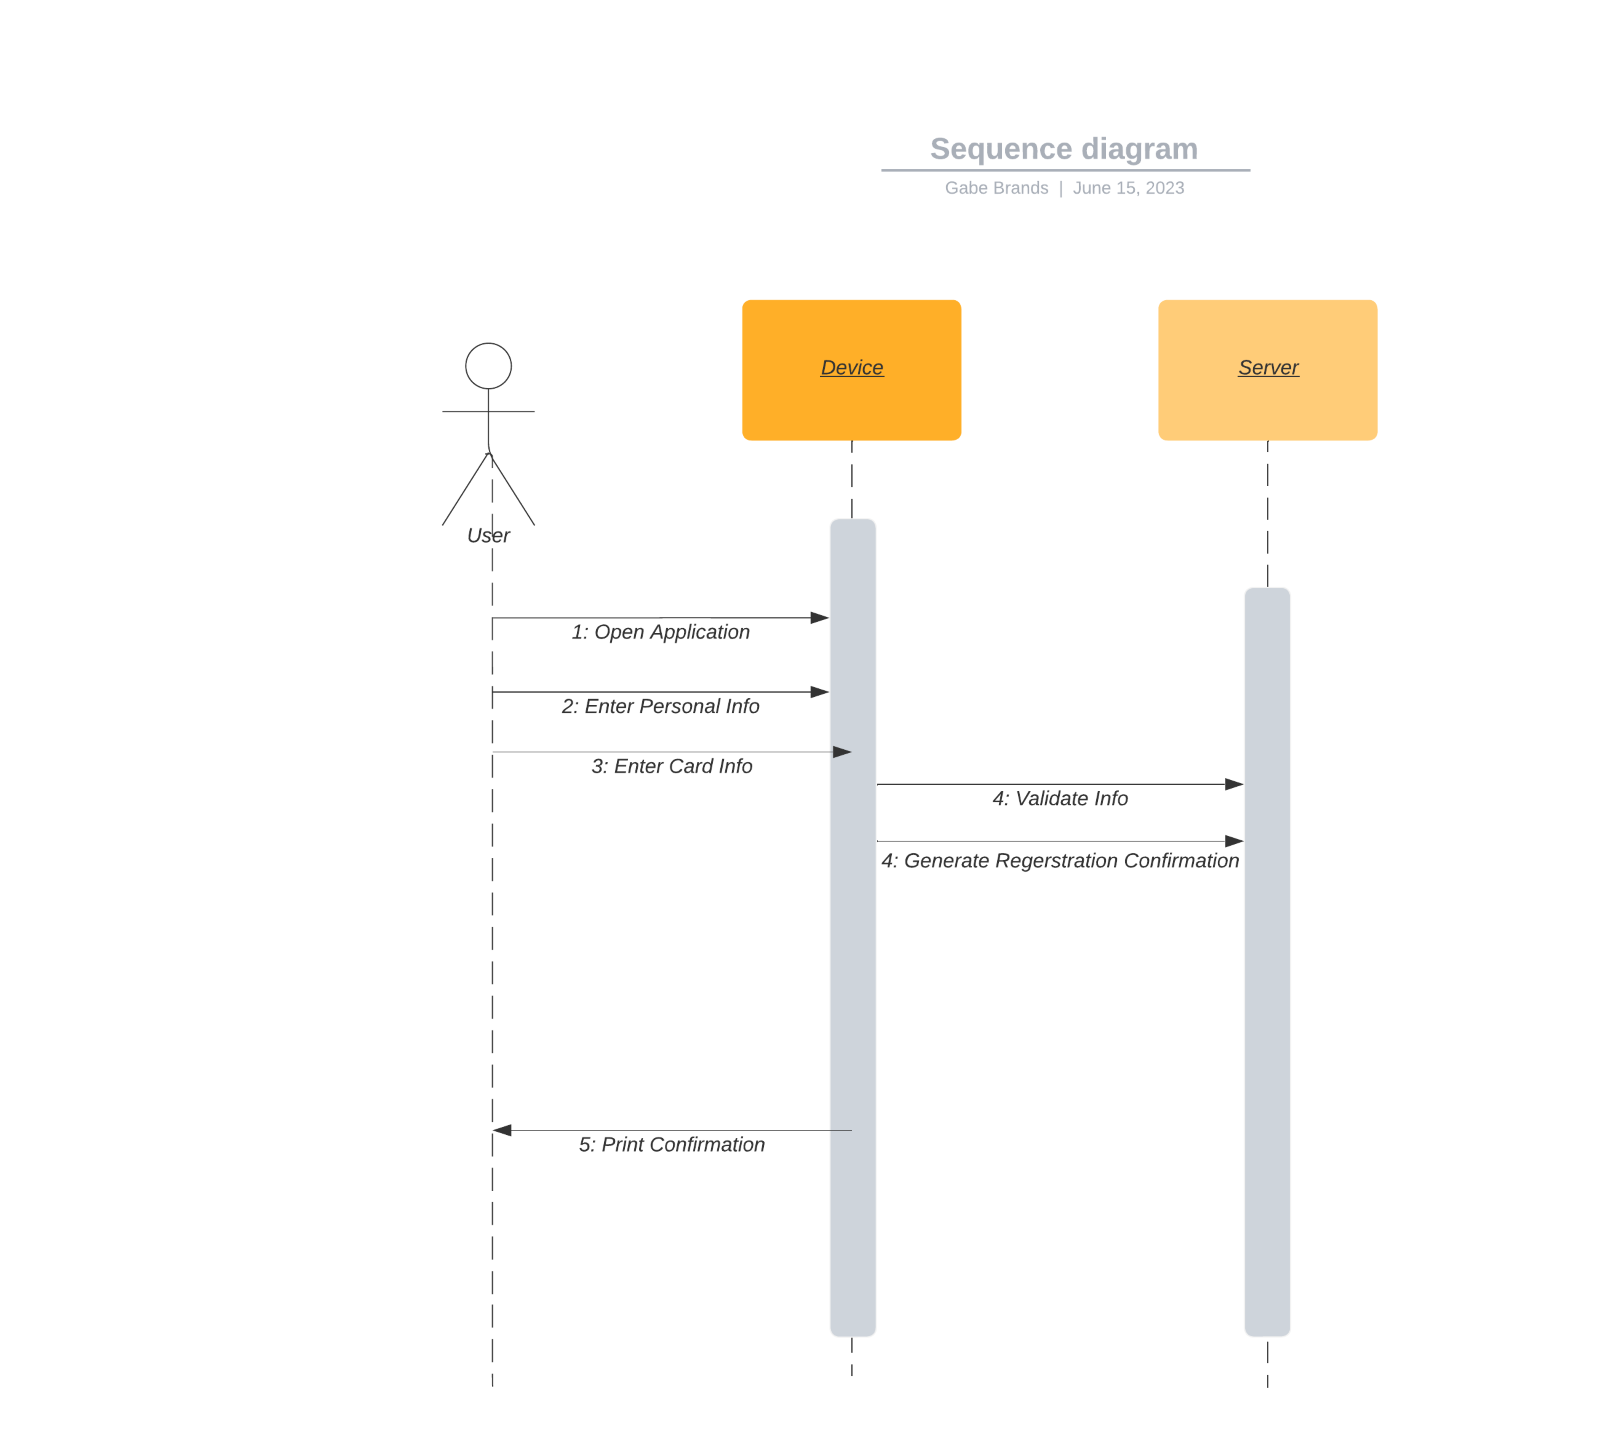 Sequence diagram
Gabe Brands | June 15, 2023
Device
Server
User
1: Open Application
2: Enter Personal Info
3: Enter Card Info
4: Validate Info
4: Generate Regerstration Confirmation
5: Print Confirmation